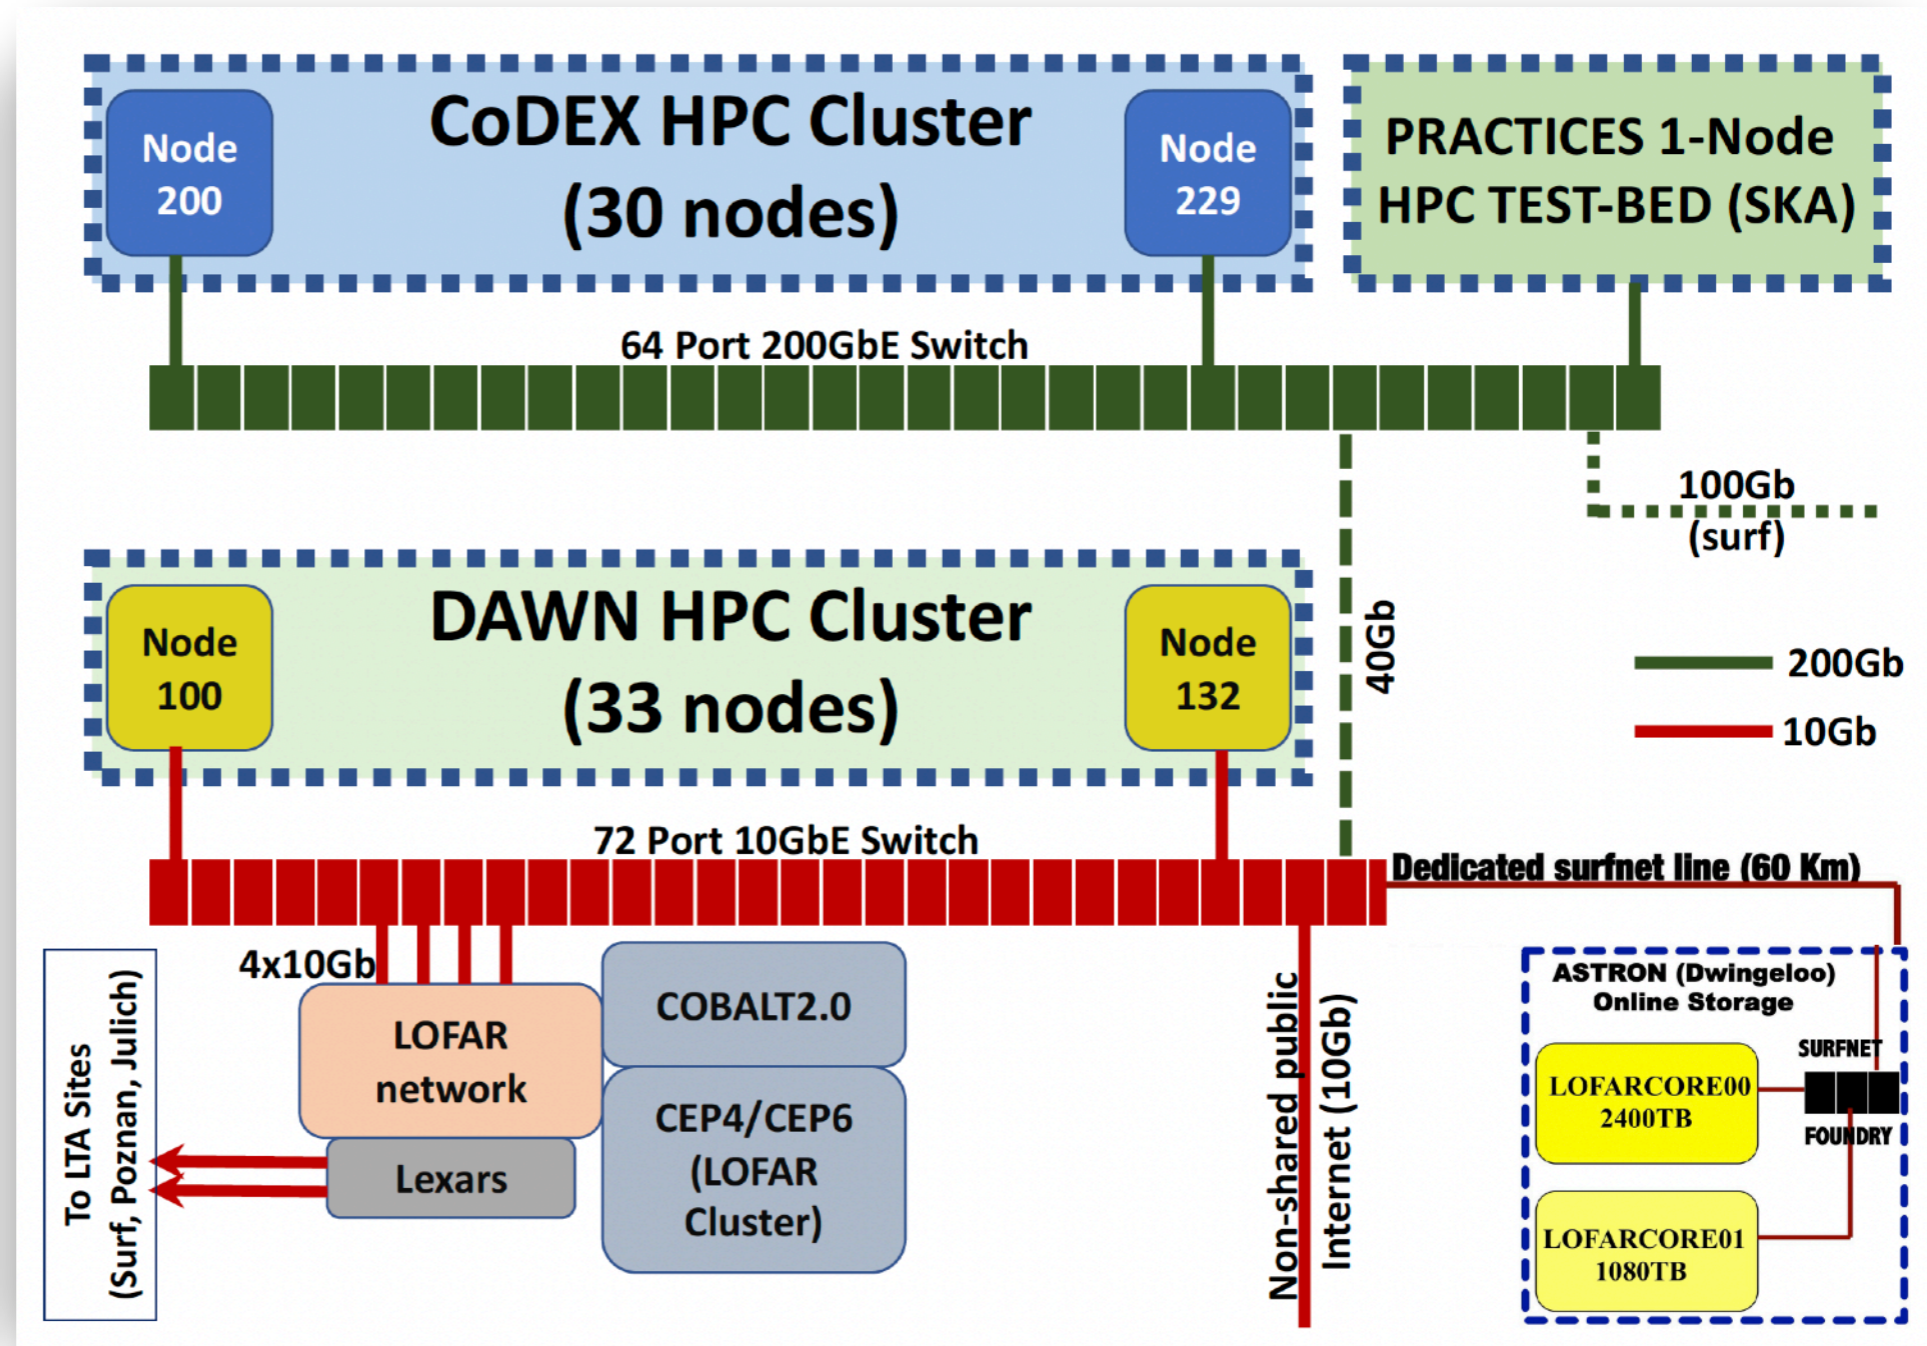 Node
200
CoDEX HPC Cluster
(30 nodes)
Node
229
PRACTICES 1-Node
HPC TEST-BED (SKA)
64 Port 200GbE Switch
100Gb
(surf)
Node
100
DAWN HPC Cluster
(33 nodes)
Node
132
40Gb
200Gb
10Gb
72 Port 10GbE Switch
Dedicated surfnet line (60 Km)
4x10Gb
LOFAR
network
Lexars
COBALT2.0
CEP4/CEP6
(LOFAR
Cluster)
To LTA Sites
(Surf, Poznan, Julich)
Non-shared public
Internet (10Gb)
ASTRON (Dwingeloo)
Online Storage
SURFNET
LOFARCORE00
2400TB
FOUNDRY
LOFARCORE01
1080TB